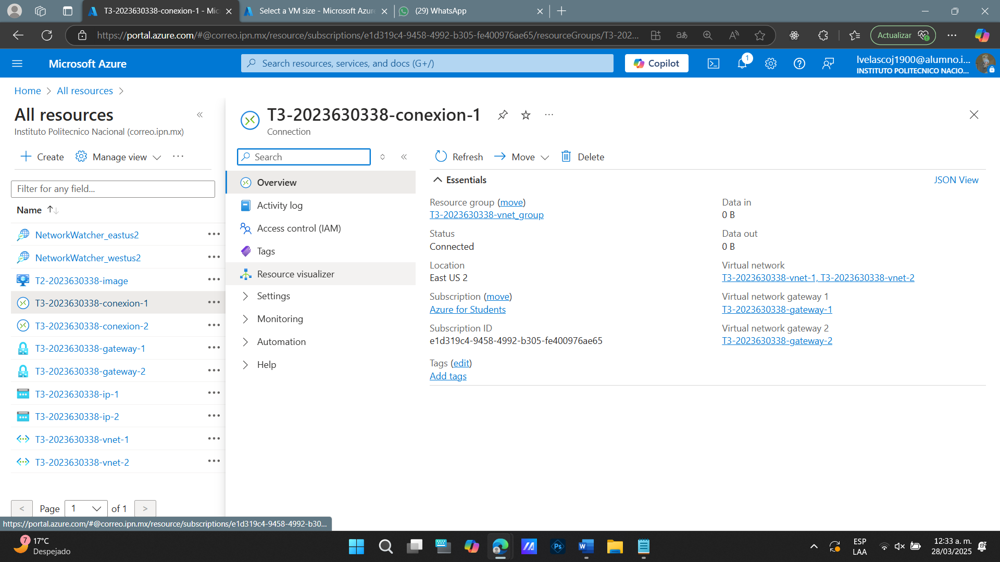 T3-2023630338-conexion-1 - Mic
Select a VM size - Microsoft Azure
(29) WhatsApp
https://portal.azure.com/#@correo.ipn.mx/resource/subscriptions/e1d319c4-9458-4992-b305-fe400976ae65/resourceGroups/T3-202...
Actualizar
Microsoft Azure
Search resources, services, and docs (G+/)
Copilot
1
lvelascoj1900@alumno.i...
INSTITUTO POLITECNICO NACIO...
Home > All resources >
All resources
Instituto Politecnico Nacional (correo.ipn.mx)
Create
Manage view
Filter for any field...
Name
NetworkWatcher_eastus2
NetworkWatcher_westus2
T2-2023630338-image
T3-2023630338-conexion-1
T3-2023630338-conexion-2
T3-2023630338-gateway-1
T3-2023630338-gateway-2
T3-2023630338-ip-1
T3-2023630338-ip-2
T3-2023630338-vnet-1
T3-2023630338-vnet-2
< Page 1 of 1 >
https://portal.azure.com/#@correo.ipn.mx/resource/subscriptions/e1d319c4-9458-4992-b30...
T3-2023630338-conexion-1
Connection
Search
Overview
Activity log
Access control (IAM)
Tags
Resource visualizer
Settings
Monitoring
Automation
Help
Refresh
Move
Delete
Essentials
JSON View
Resource group (move)
T3-2023630338-vnet_group
Status
Connected
Location
East US 2
Subscription (move)
Azure for Students
Subscription ID
e1d319c4-9458-4992-b305-fe400976ae65
Tags (edit)
Add tags
Data in
0 B
Data out
0 B
Virtual network
T3-2023630338-vnet-1, T3-2023630338-vnet-2
Virtual network gateway 1
T3-2023630338-gateway-1
Virtual network gateway 2
T3-2023630338-gateway-2
7
17°C
Despejado
Ps
W
ESP
LAA
12:33 a. m.
28/03/2025